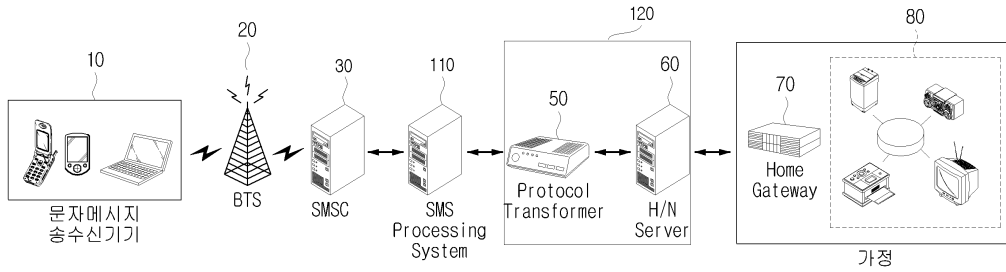 120
80
20
10
30
110
60
50
70
BTS
SMSC
SMS
Processing
System
Protocol
Transformer
H/N
Server
Home
Gateway
문자메시지
송수신기기
가정